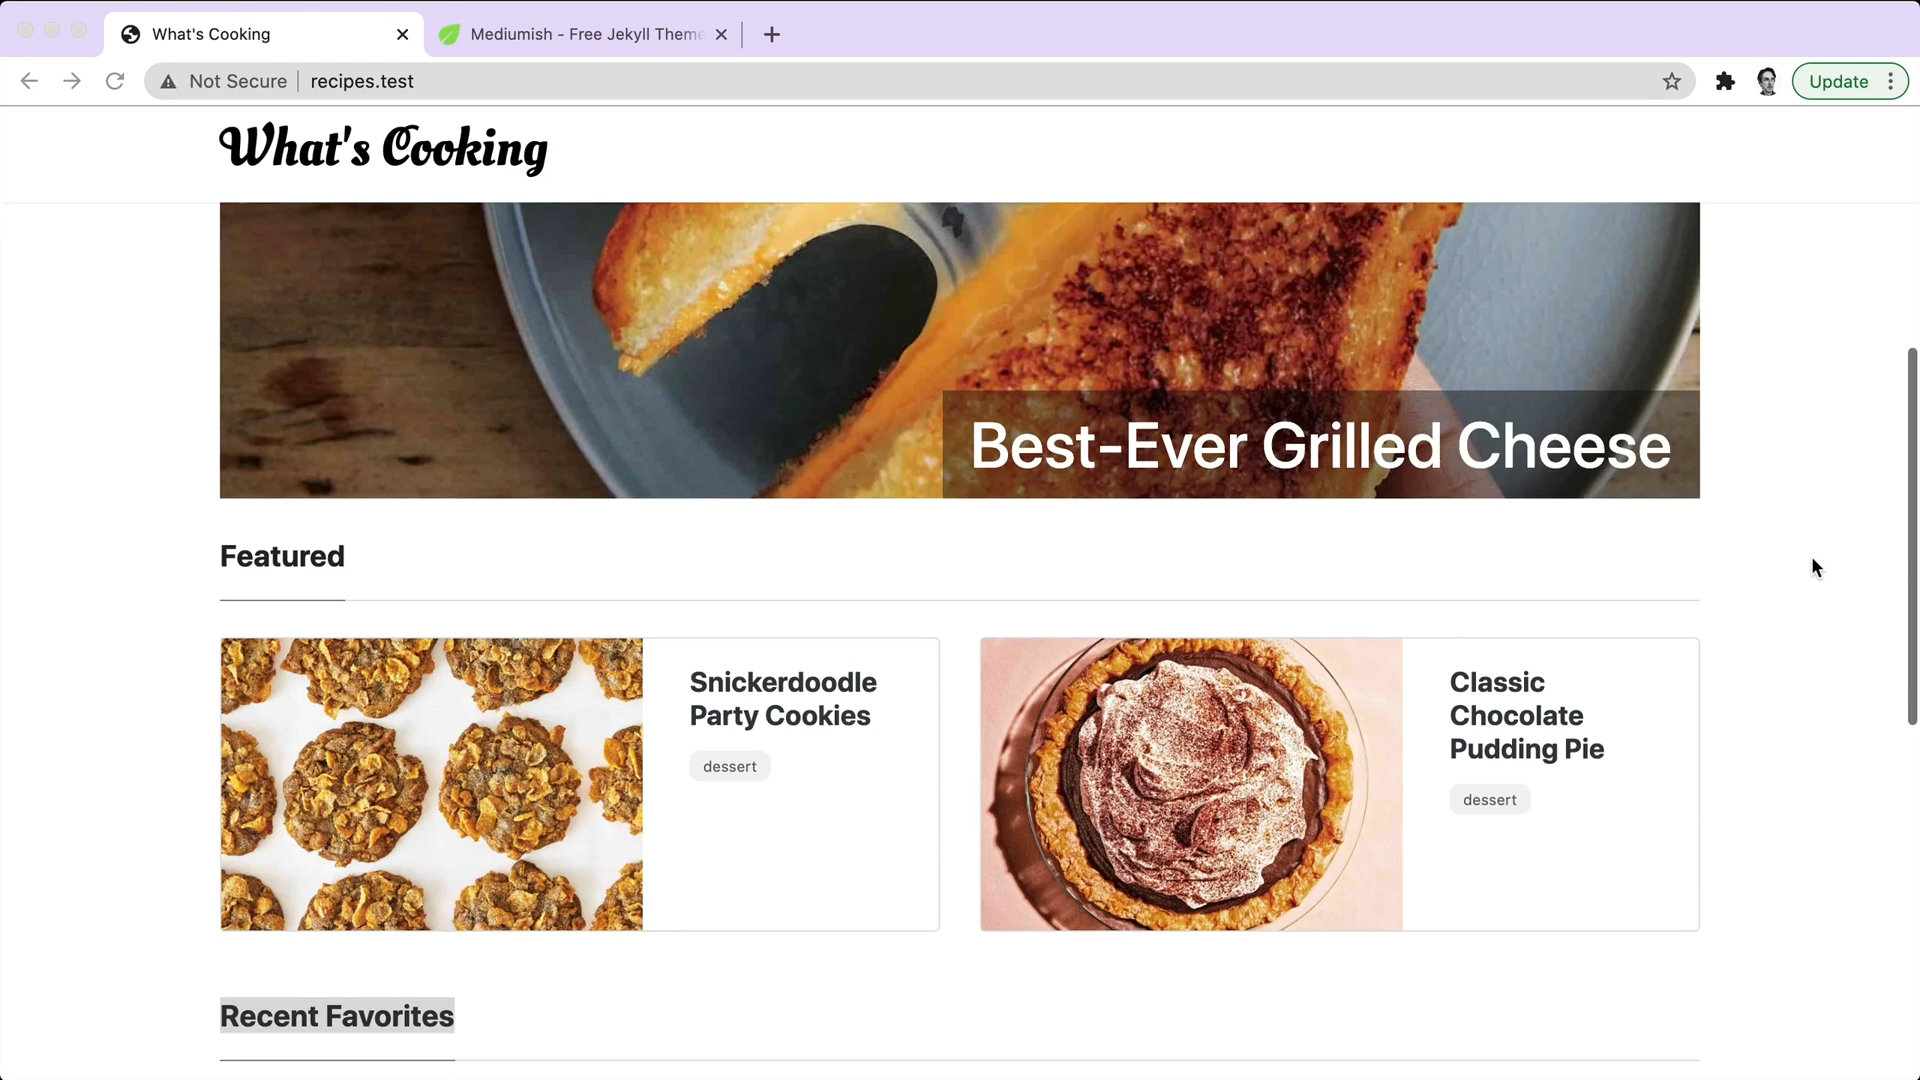 What's Cooking
Mediumish - Free Jekyll Theme
Not Secure
recipes.test
Update
What's Cooking
Best-Ever Grilled Cheese
Featured
Snickerdoodle
Party Cookies
dessert
Classic
Chocolate
Pudding Pie
dessert
Recent Favorites